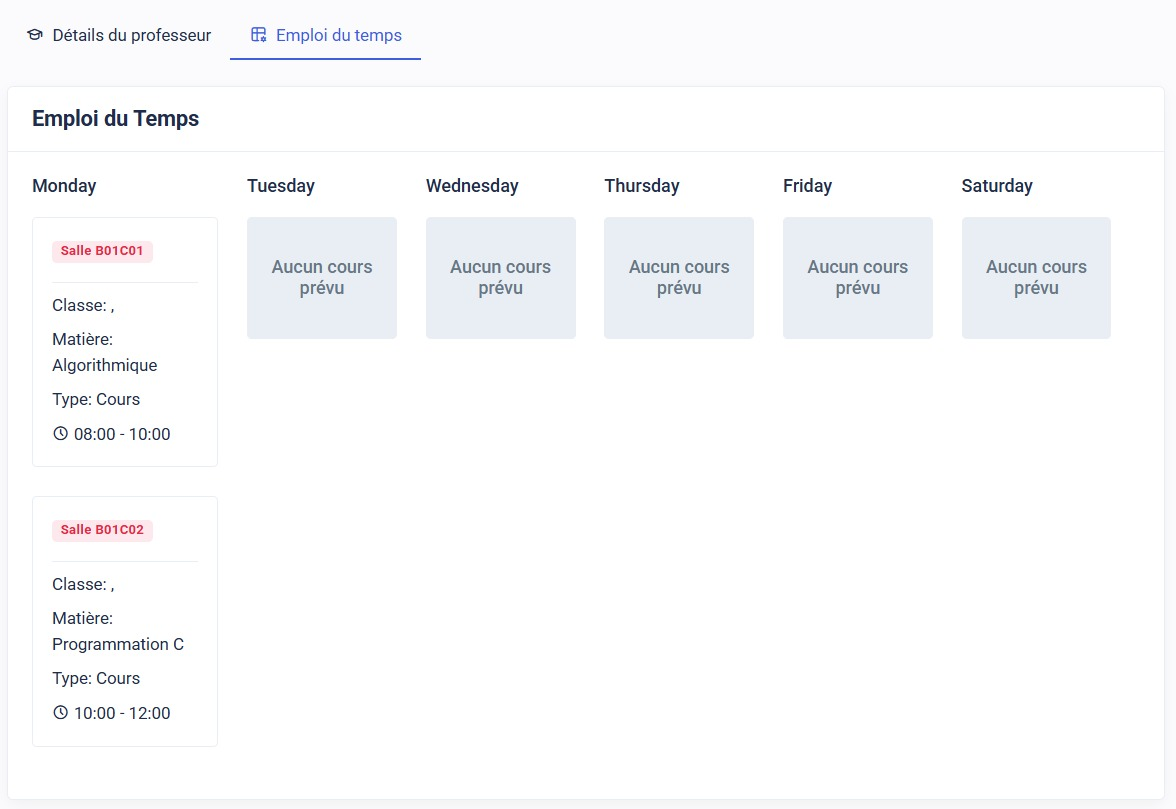 Détails du professeur
Emploi du temps
Emploi du Temps
Monday
Salle B01C01
Classe: ,
Matière:
Algorithmique
Type: Cours
08:00 - 10:00
Salle B01C02
Classe: ,
Matière:
Programmation C
Type: Cours
10:00 - 12:00
Tuesday
Aucun cours
prévu
Wednesday
Aucun cours
prévu
Thursday
Aucun cours
prévu
Friday
Aucun cours
prévu
Saturday
Aucun cours
prévu